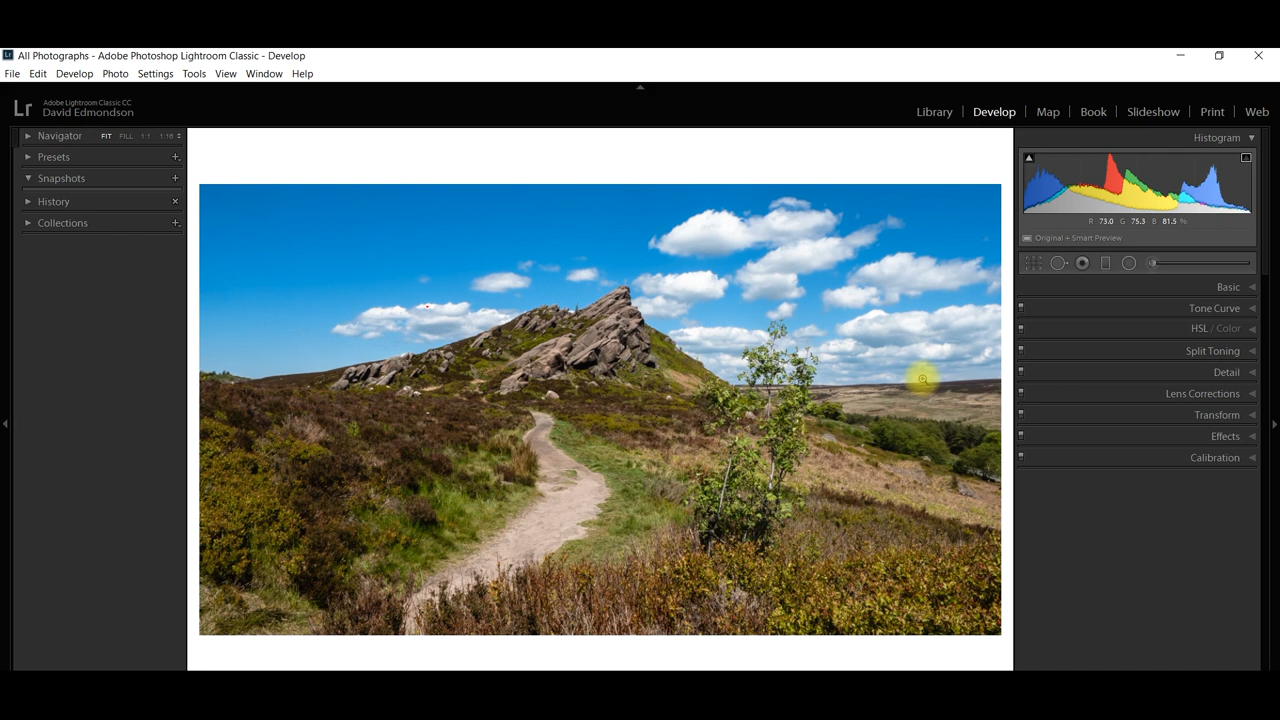 Lr All Photographs - Adobe Photoshop Lightroom Classic - Develop
File Edit Develop Photo Settings Tools View Window Help
Lr Adobe Lightroom Classic CC
David Edmondson
Library | Develop | Map | Book | Slideshow | Print | Web
Navigator FIT FILL 1:1 1:16
Presets
Snapshots
History
Collections
Histogram
R 73.0 G 75.3 B 81.5 %
Original + Smart Preview
Basic
Tone Curve
HSL / Color
Split Toning
Detail
Lens Corrections
Transform
Effects
Calibration